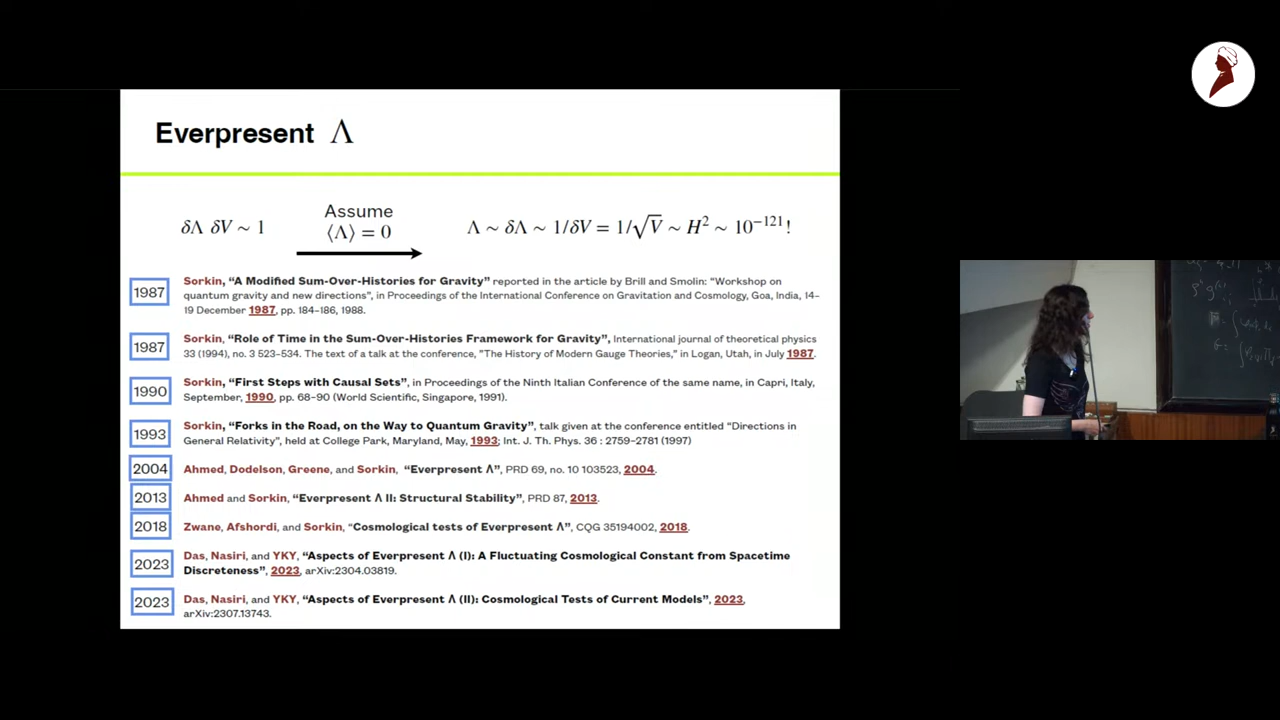 Everpresent Λ
δΛ δV ~ 1
Assume
⟨Λ⟩ = 0
Λ ~ δΛ ~ 1/δV = 1/√V ~ H² ~ 10⁻¹²¹!
1987
Sorkin, “A Modified Sum-Over-Histories for Gravity” reported in the article by Brill and Smolin: “Workshop on
quantum gravity and new directions”, in Proceedings of the International Conference on Gravitation and Cosmology, Goa, India, 14–
19 December 1987, pp. 184–186, 1988.
1987
Sorkin, “Role of Time in the Sum-Over-Histories Framework for Gravity”, International journal of theoretical physics
33 (1994), no. 3 523–534. The text of a talk at the conference, "The History of Modern Gauge Theories,” in Logan, Utah, in July 1987.
1990
Sorkin, “First Steps with Causal Sets”, in Proceedings of the Ninth Italian Conference of the same name, in Capri, Italy,
September, 1990, pp. 68–90 (World Scientific, Singapore, 1991).
1993
Sorkin, “Forks in the Road, on the Way to Quantum Gravity”, talk given at the conference entitled “Directions in
General Relativity”, held at College Park, Maryland, May, 1993; Int. J. Th. Phys. 36 : 2759–2781 (1997)
2004
Ahmed, Dodelson, Greene, and Sorkin, “Everpresent Λ”, PRD 69, no. 10 103523, 2004.
2013
Ahmed and Sorkin, “Everpresent Λ II: Structural Stability”, PRD 87, 2013.
2018
Zwane, Afshordi, and Sorkin, “Cosmological tests of Everpresent Λ”, CQG 35194002, 2018.
2023
Das, Nasiri, and YKY, “Aspects of Everpresent Λ (I): A Fluctuating Cosmological Constant from Spacetime
Discreteness”, 2023, arXiv:2304.03819.
2023
Das, Nasiri, and YKY, “Aspects of Everpresent Λ (II): Cosmological Tests of Current Models”, 2023,
arXiv:2307.13743.